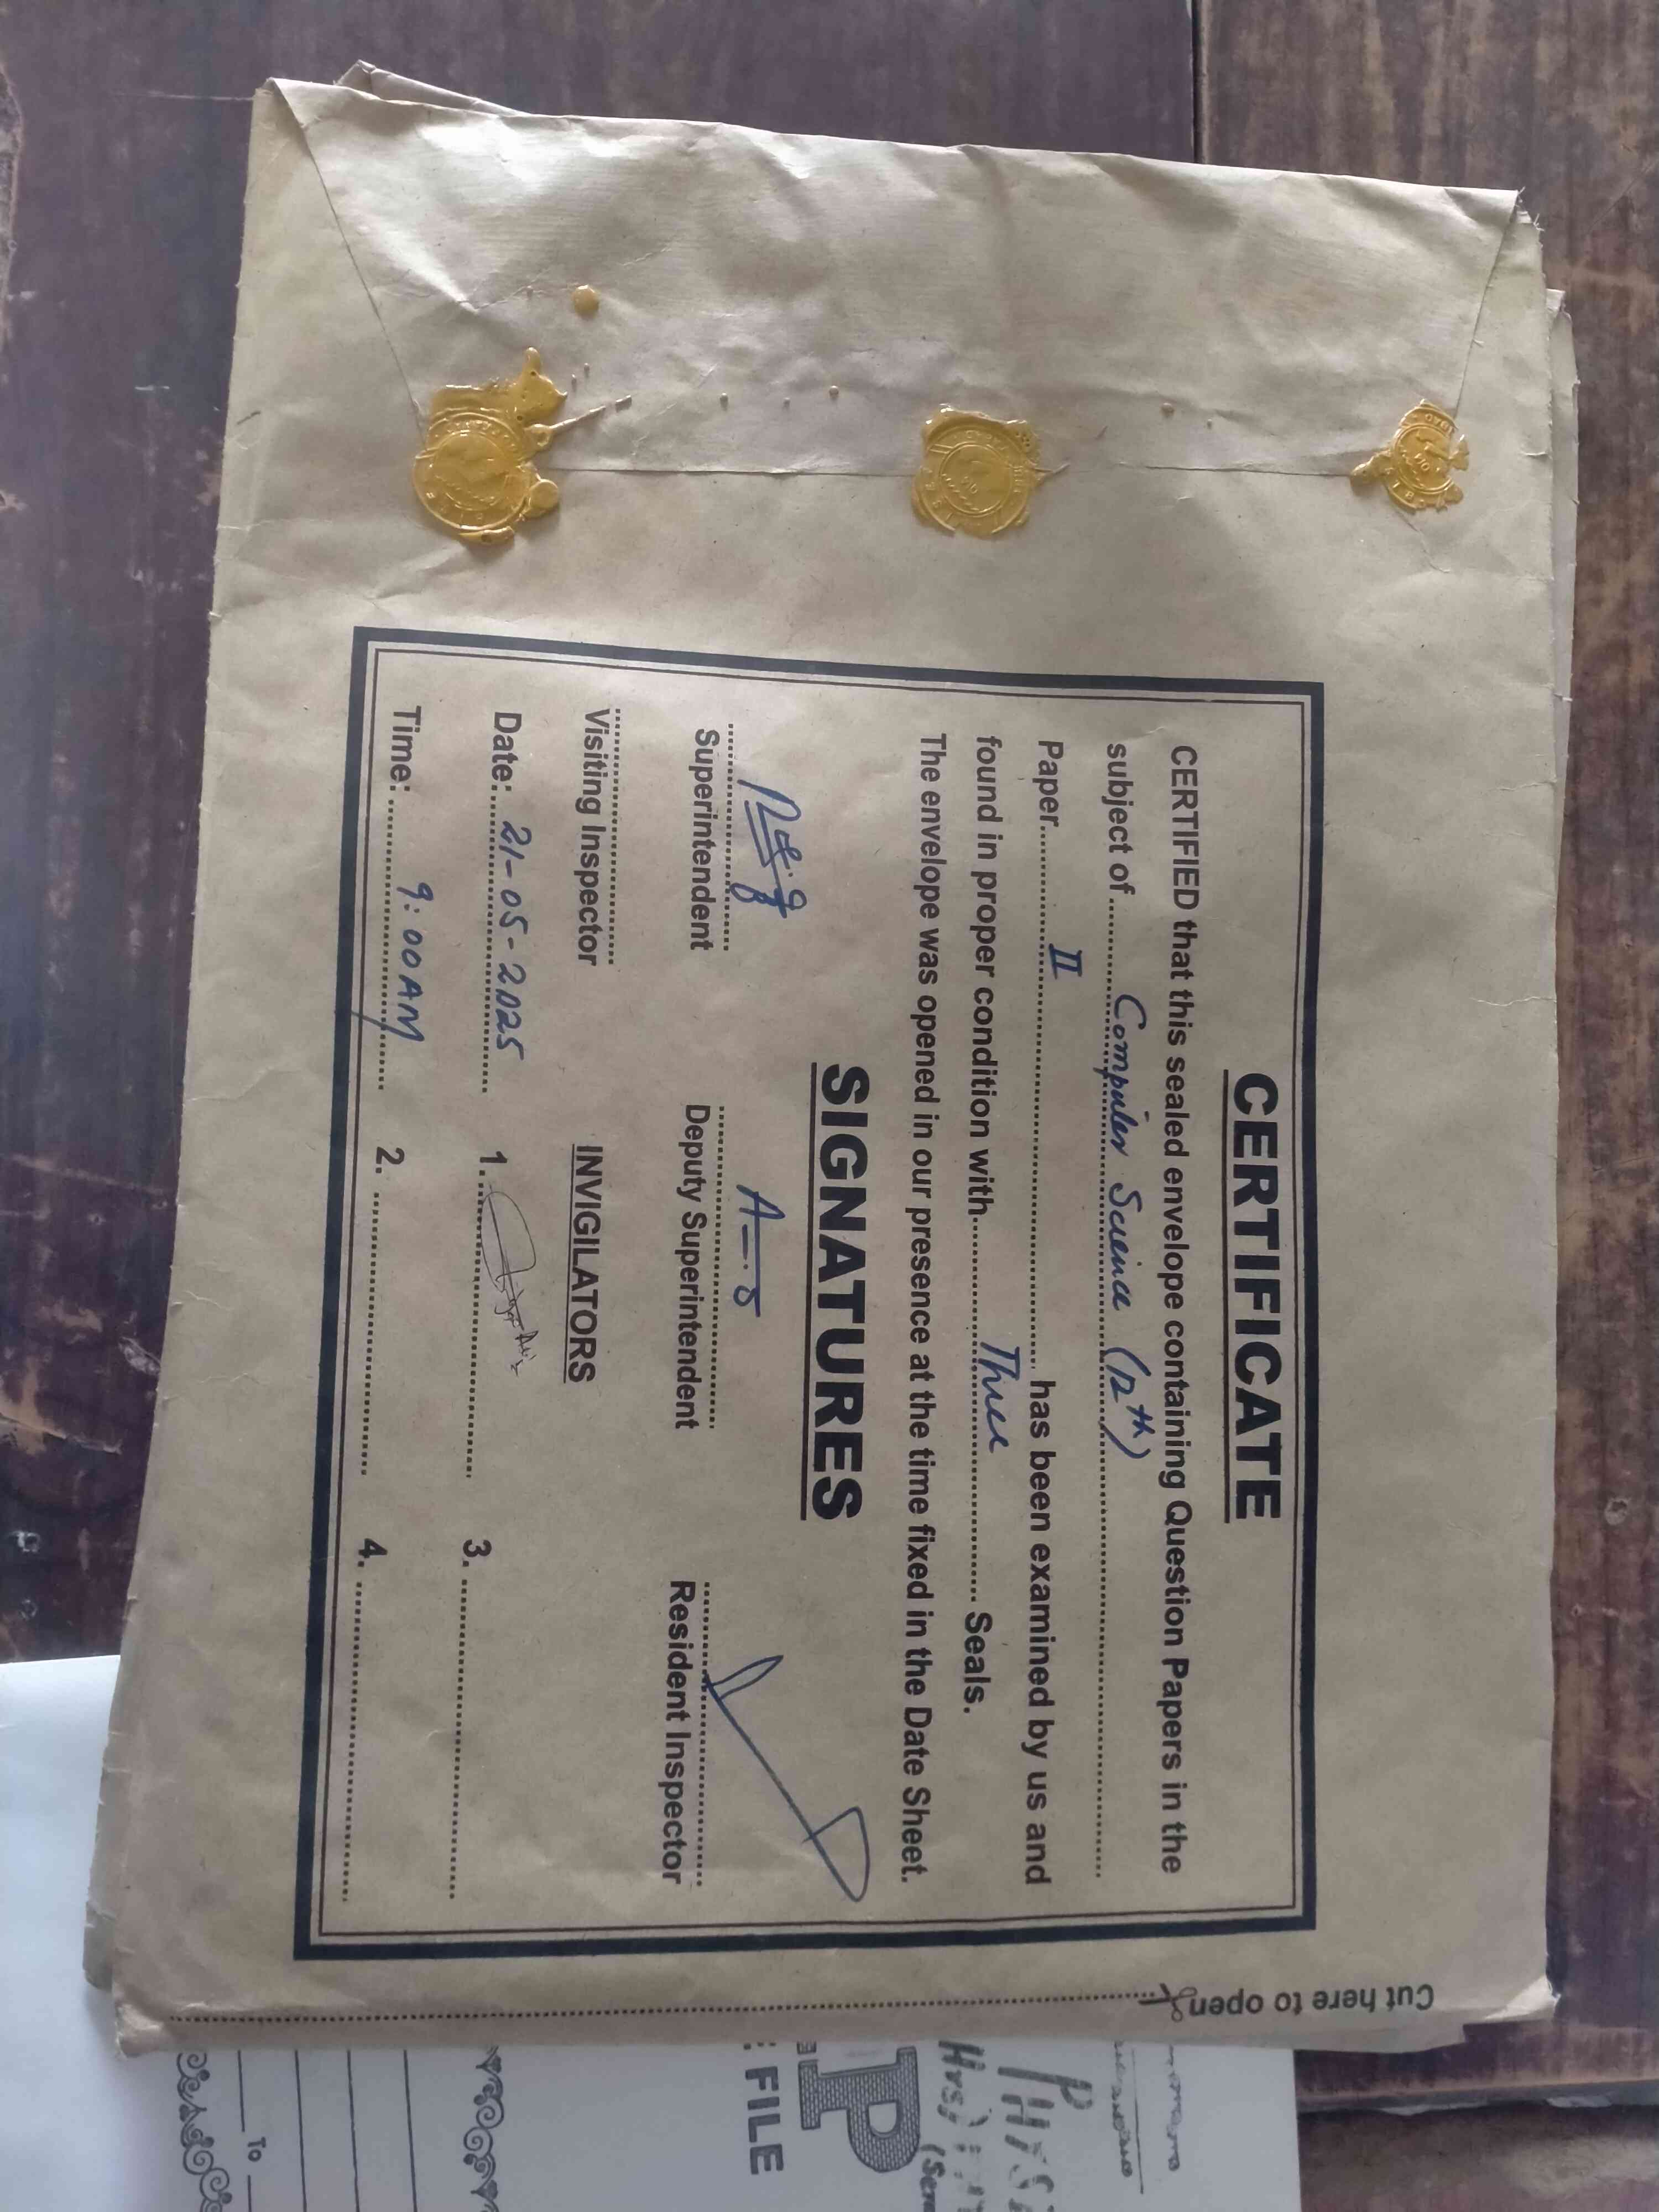 CERTIFICATE
CERTIFIED that this sealed envelope containing Question Papers in the
subject of Computer Science (12th)
Paper II has been examined by us and
found in proper condition with Three Seals.
The envelope was opened in our presence at the time fixed in the Date Sheet.
SIGNATURES
Superintendent Deputy Superintendent Resident Inspector
Visiting Inspector
INVIGILATORS
Date: 21-05-2025 1. 3.
Time: 9:00AM 2. 4.
Cut here to open
FILE
To